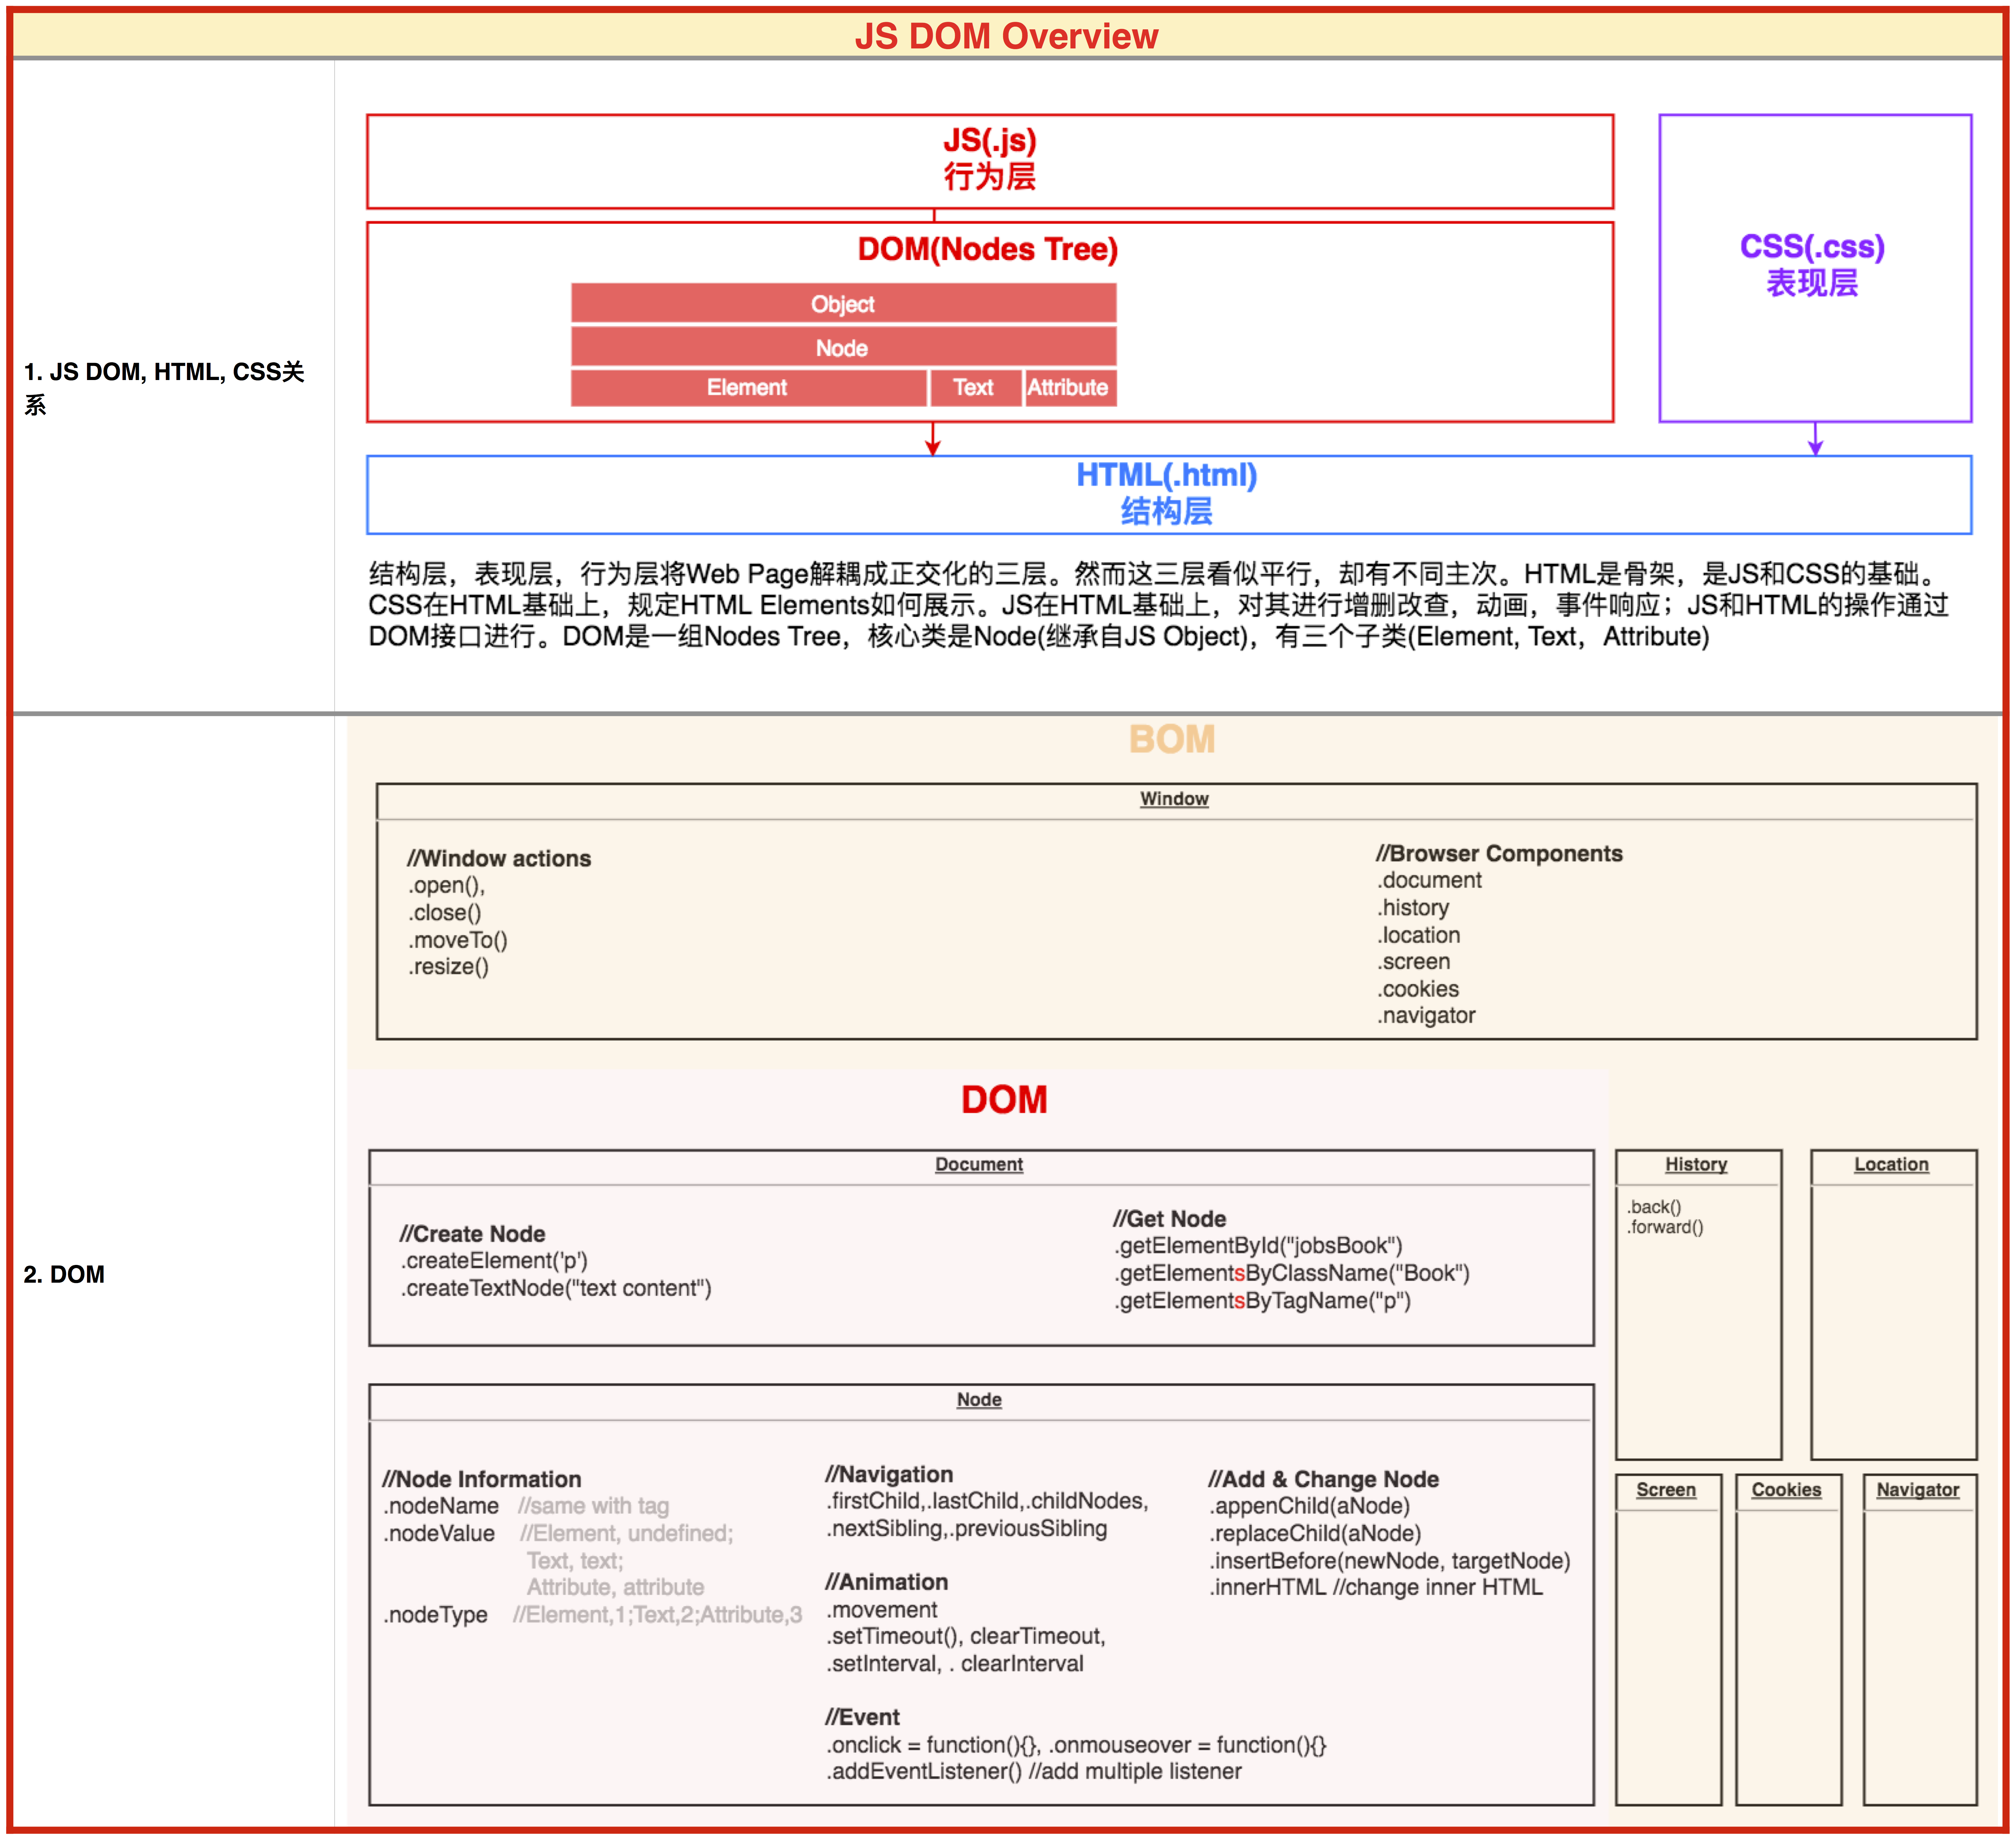 JS DOM Overview
1. JS DOM, HTML, CSS关
系
JS(.js)
行为层
DOM(Nodes Tree)
Object
Node
Element
Text
Attribute
CSS(.css)
表现层
HTML(.html)
结构层
结构层，表现层，行为层将Web Page解耦成正交化的三层。然而这三层看似平行，却有不同主次。HTML是骨架，是JS和CSS的基础。
CSS在HTML基础上，规定HTML Elements如何展示。JS在HTML基础上，对其进行增删改查，动画，事件响应；JS和HTML的操作通过
DOM接口进行。DOM是一组Nodes Tree，核心类是Node(继承自JS Object)，有三个子类(Element, Text，Attribute)
2. DOM
BOM
Window
//Window actions
.open(),
.close()
.moveTo()
.resize()
//Browser Components
.document
.history
.location
.screen
.cookies
.navigator
DOM
Document
//Create Node
.createElement('p')
.createTextNode("text content")
//Get Node
.getElementById("jobsBook")
.getElementsByClassName("Book")
.getElementsByTagName("p")
Node
//Node Information
.nodeName //same with tag
.nodeValue //Element, undefined;
Text, text;
Attribute, attribute
.nodeType //Element,1;Text,2;Attribute,3
//Navigation
.firstChild,.lastChild,.childNodes,
.nextSibling,.previousSibling
//Animation
.movement
.setTimeout(), clearTimeout,
.setInterval, . clearInterval
//Event
.onclick = function(){}, .onmouseover = function(){}
.addEventListener() //add multiple listener
//Add & Change Node
.appenChild(aNode)
.replaceChild(aNode)
.insertBefore(newNode, targetNode)
.innerHTML //change inner HTML
History
.back()
.forward()
Location
Screen
Cookies
Navigator